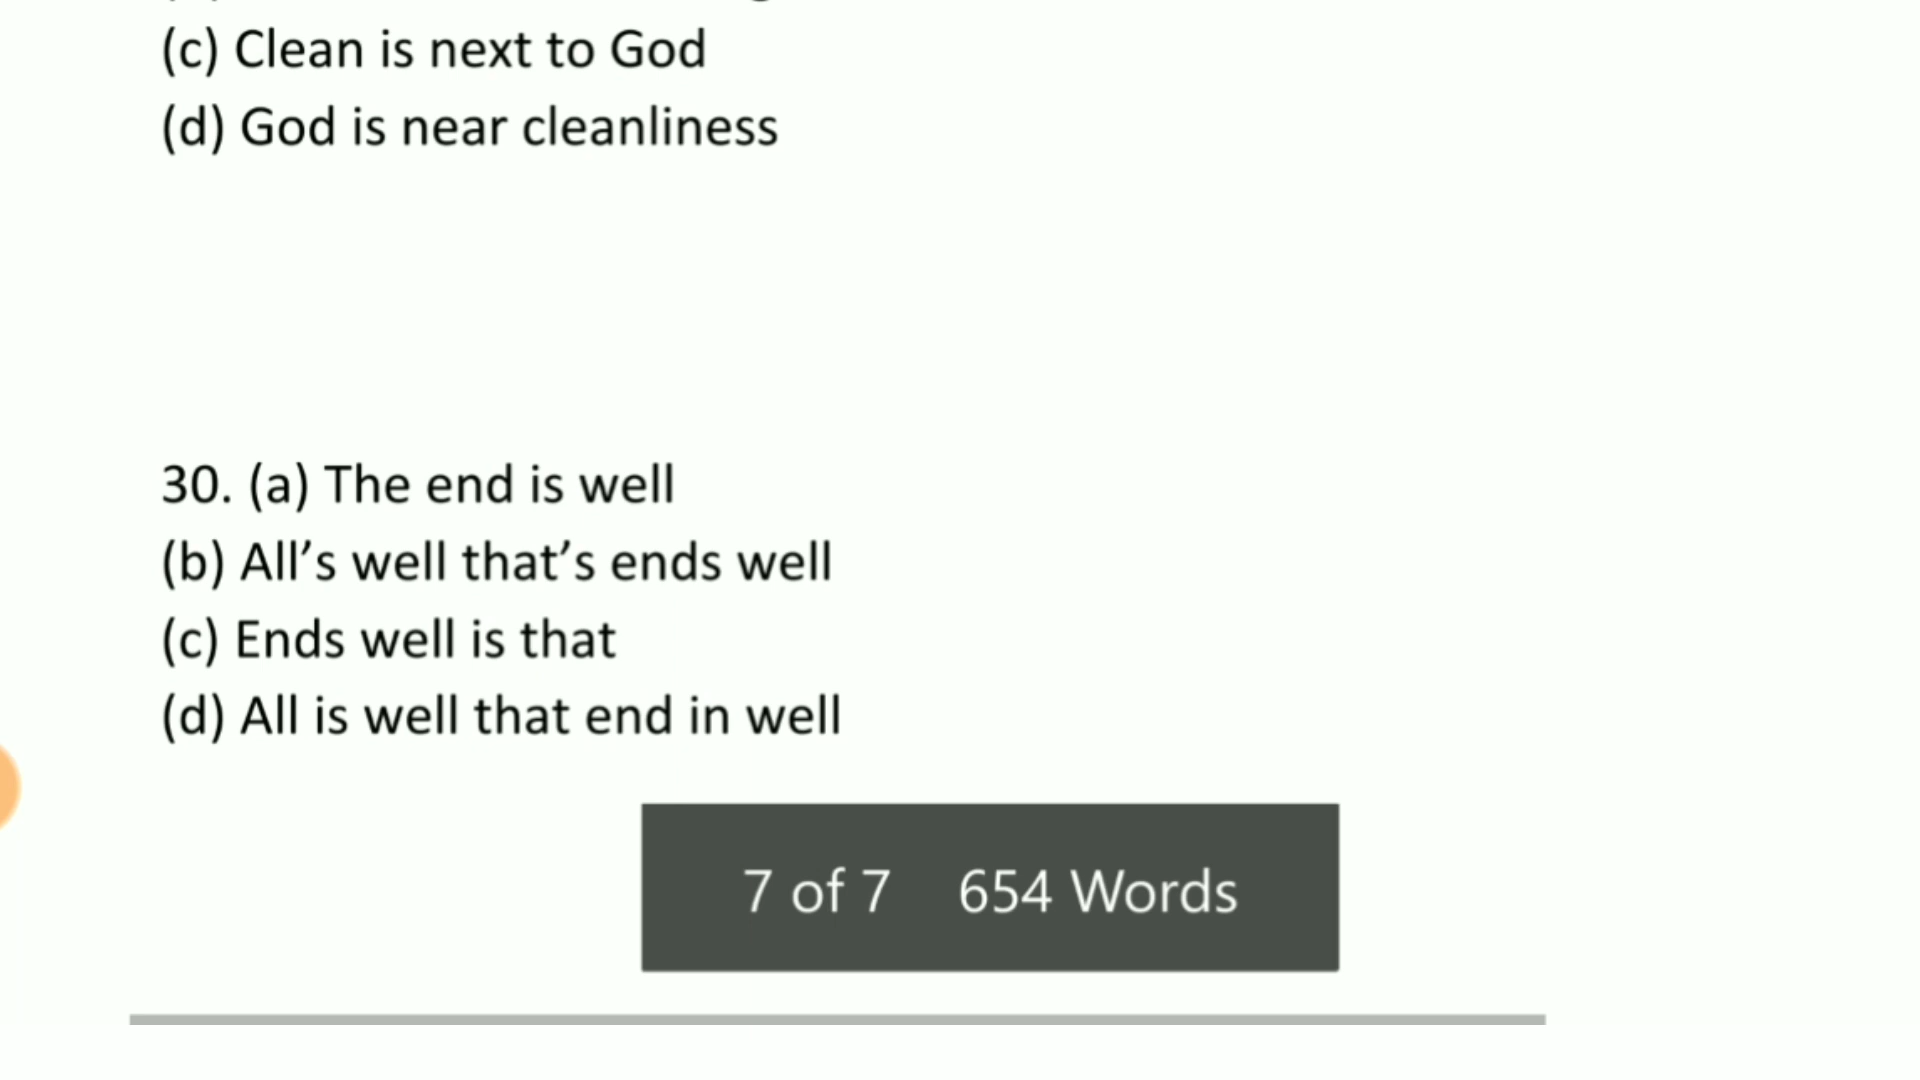 (c) Clean is next to God
(d) God is near cleanliness
30. (a) The end is well
(b) All’s well that’s ends well
(c) Ends well is that
(d) All is well that end in well
7 of 7 654 Words